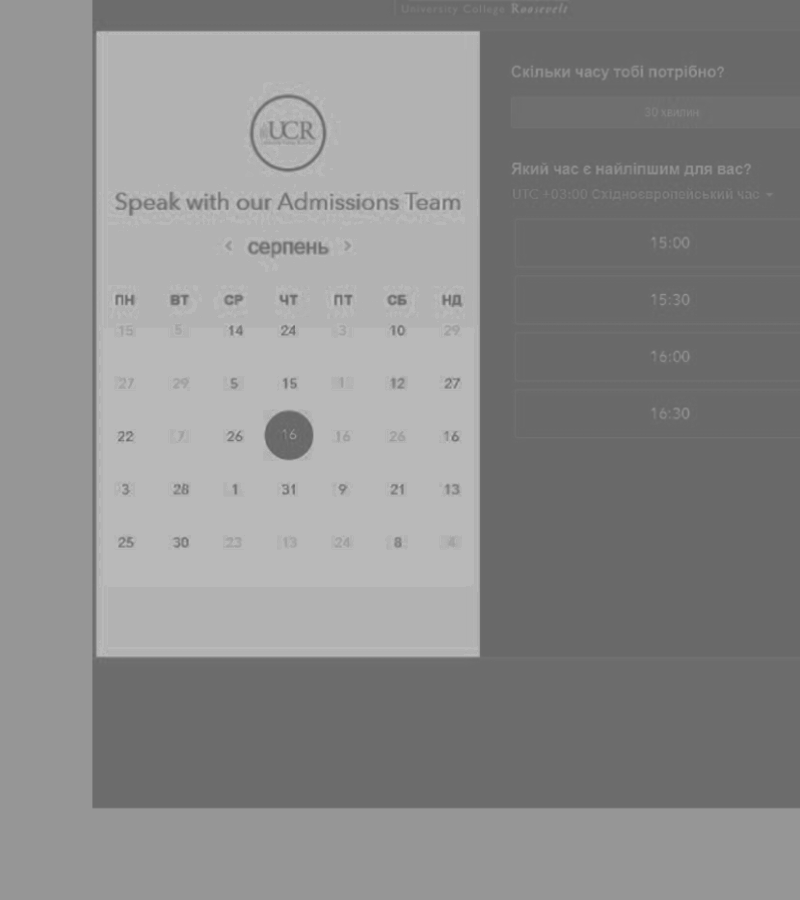 University College Roosevelt
UCR
Speak with our Admissions Team
< серпень >
ПН ВТ СР ЧТ ПТ СБ НД
15 5 14 24 3 10 29
27 29 5 15 1 12 27
22 7 26 16 16 26 16
3 28 1 31 9 21 13
25 30 23 13 24 8 4
Скільки часу тобі потрібно?
30 хвилин
Який час є найліпшим для вас?
UTC +03:00 Східноєвропейський час
15:00
15:30
16:00
16:30